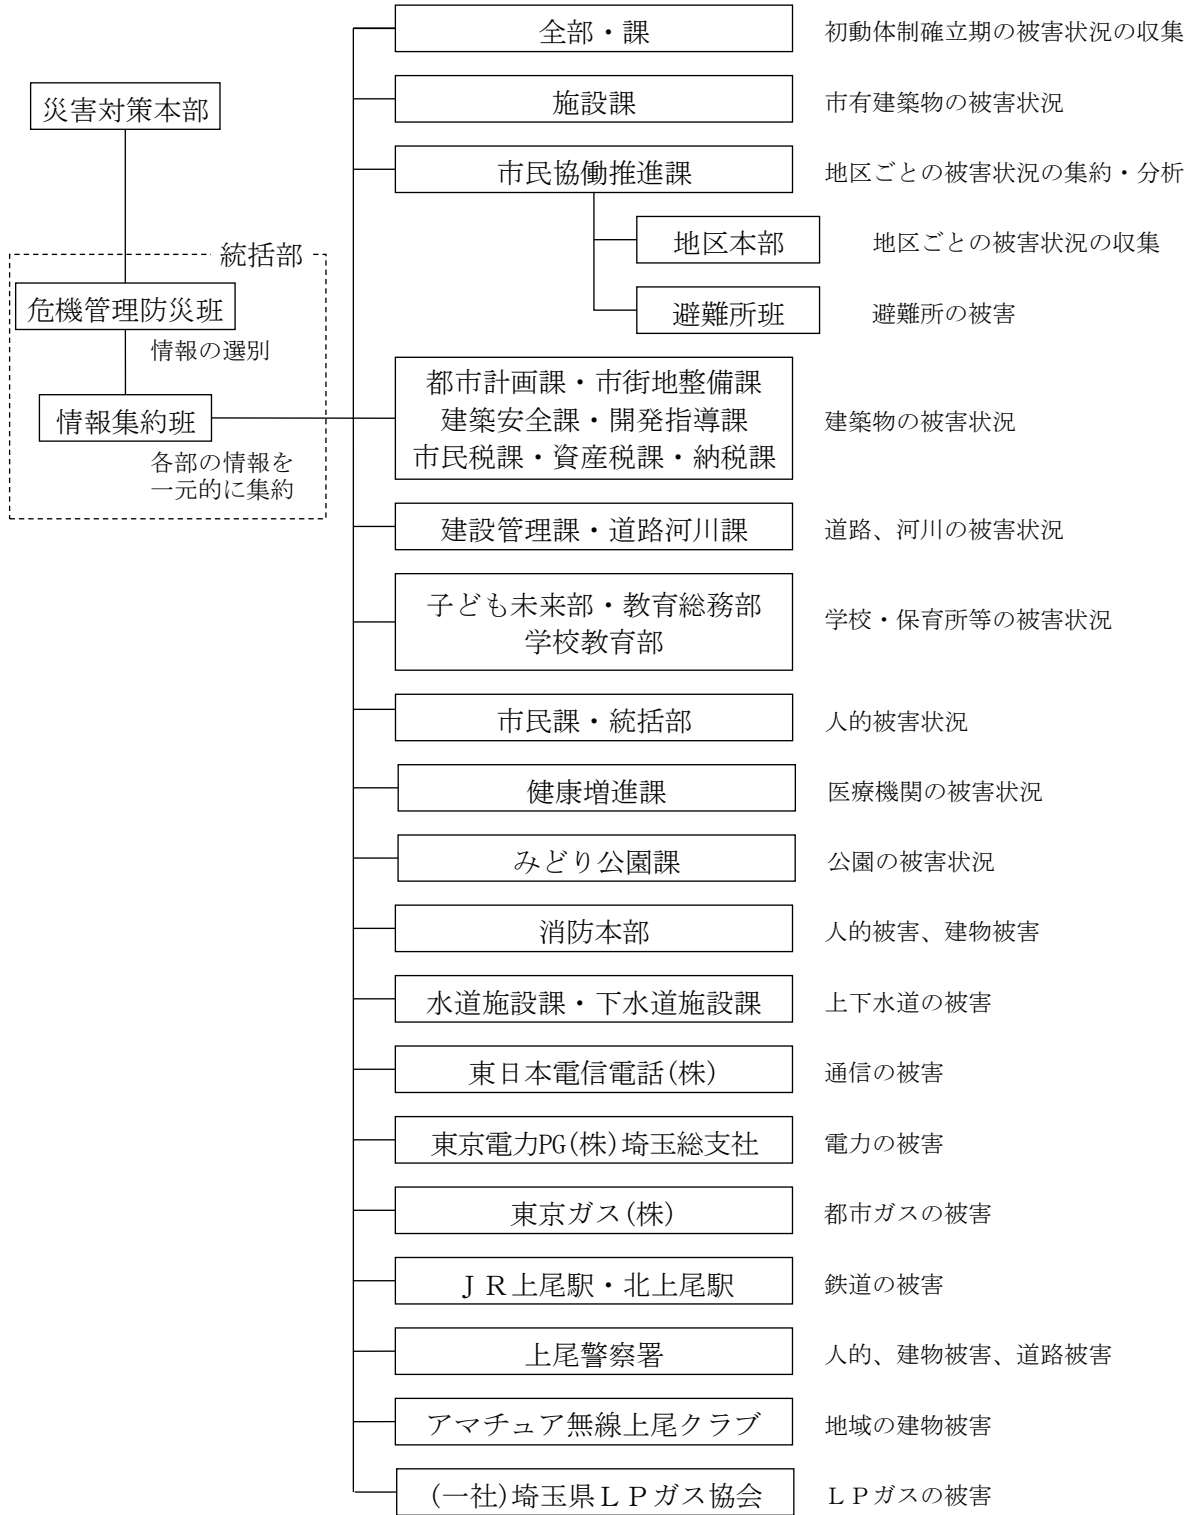 災害対策本部
統括部
危機管理防災班
情報の選別
情報集約班
各部の情報を
一元的に集約
全部・課
初動体制確立期の被害状況の収集
施設課
市有建築物の被害状況
市民協働推進課
地区ごとの被害状況の集約・分析
地区本部
地区ごとの被害状況の収集
避難所班
避難所の被害
都市計画課・市街地整備課
建築安全課・開発指導課
市民税課・資産税課・納税課
建築物の被害状況
建設管理課・道路河川課
道路、河川の被害状況
子ども未来部・教育総務部
学校教育部
学校・保育所等の被害状況
市民課・統括部
人的被害状況
健康増進課
医療機関の被害状況
みどり公園課
公園の被害状況
消防本部
人的被害、建物被害
水道施設課・下水道施設課
上下水道の被害
東日本電信電話(株)
通信の被害
東京電力PG(株)埼玉総支社
電力の被害
東京ガス(株)
都市ガスの被害
ＪＲ上尾駅・北上尾駅
鉄道の被害
上尾警察署
人的、建物被害、道路被害
アマチュア無線上尾クラブ
地域の建物被害
(一社)埼玉県ＬＰガス協会
ＬＰガスの被害